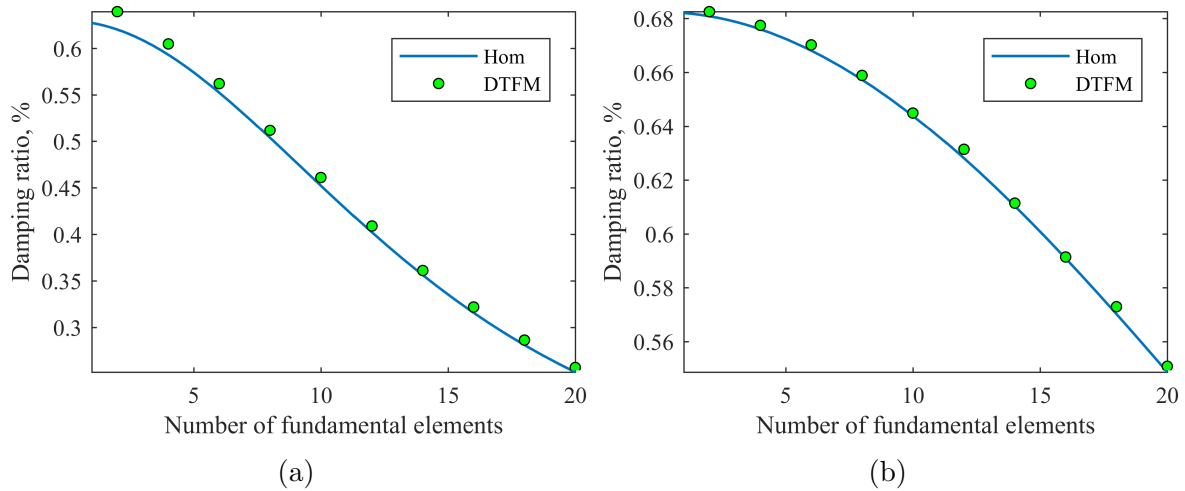 0.6
0.55
0.5
0.45
0.4
0.35
0.3
Damping ratio, %
Hom
DTFM
5
10
15
20
Number of fundamental elements
(a)
0.68
0.66
0.64
0.62
0.6
0.58
0.56
Damping ratio, %
Hom
DTFM
5
10
15
20
Number of fundamental elements
(b)